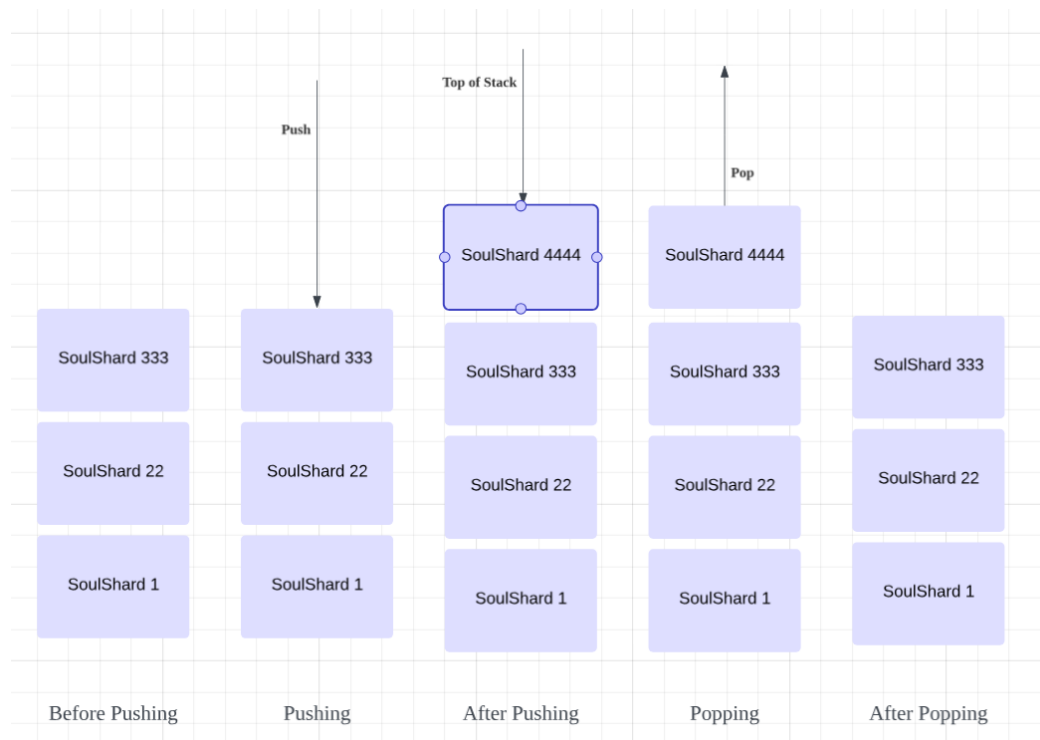 Top of Stack
Push
Pop
SoulShard 4444
SoulShard 4444
SoulShard 333
SoulShard 333
SoulShard 333
SoulShard 333
SoulShard 333
SoulShard 22
SoulShard 22
SoulShard 22
SoulShard 22
SoulShard 22
SoulShard 1
SoulShard 1
SoulShard 1
SoulShard 1
SoulShard 1
Before Pushing
Pushing
After Pushing
Popping
After Popping